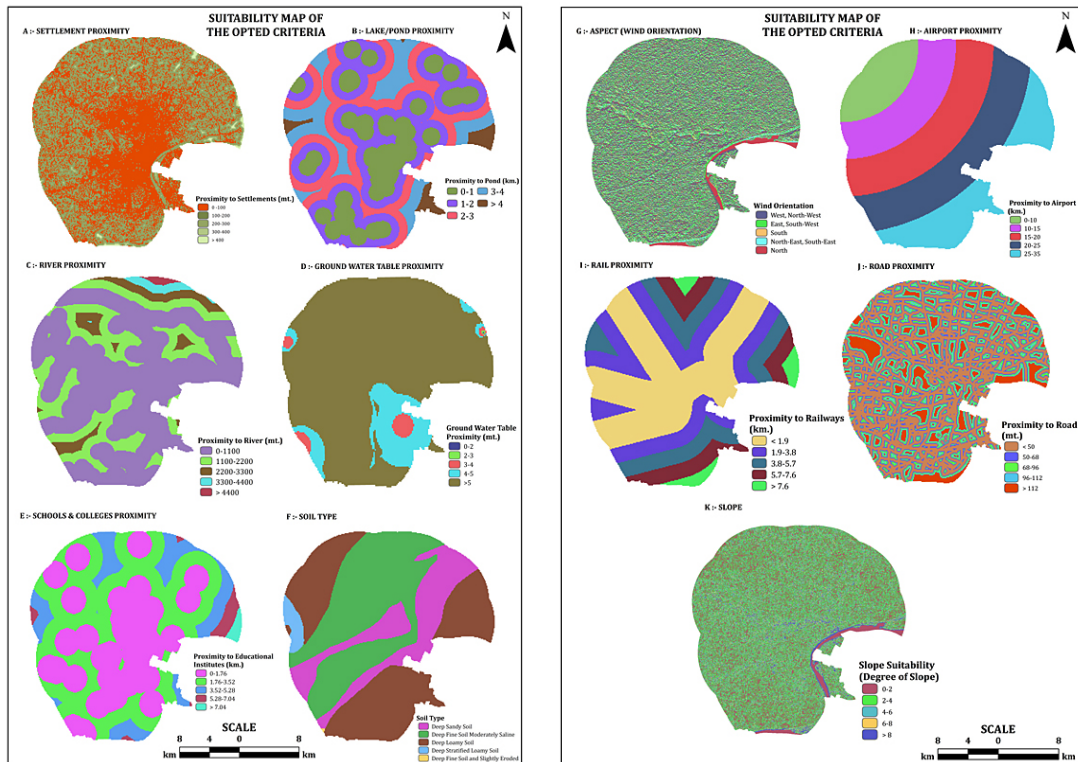 SUITABILITY MAP OF
THE OPTED CRITERIA
N
A :- SETTLEMENT PROXIMITY
B :- LAKE/POND PROXIMITY
Proximity to Settlements (mt.)
0 -100
100-200
200-300
300-400
> 400
Proximity to Pond (km.)
0-1
3-4
1-2
> 4
2-3
C :- RIVER PROXIMITY
D :- GROUND WATER TABLE PROXIMITY
Proximity to River (mt.)
0-1100
1100-2200
2200-3300
3300-4400
> 4400
Ground Water Table
Proximity (mt.)
0-2
2-3
3-4
4-5
>5
E :- SCHOOLS & COLLEGES PROXIMITY
F :- SOIL TYPE
Proximity to Educational
Institutes (km.)
0-1.76
1.76-3.52
3.52-5.28
5.28-7.04
> 7.04
Soil Type
Deep Sandy Soil
Deep Fine Soil Moderately Saline
Deep Loamy Soil
Deep Stratified Loamy Soil
Deep Fine Soil and Slightly Eroded
SCALE
8 4 0 8
km km
SUITABILITY MAP OF
THE OPTED CRITERIA
N
G :- ASPECT (WIND ORIENTATION)
H :- AIRPORT PROXIMITY
Wind Orientation
West, North-West
East, South-West
South
North-East, South-East
North
Proximity to Airport
(km.)
0-10
10-15
15-20
20-25
25-35
I :- RAIL PROXIMITY
J :- ROAD PROXIMITY
Proximity to Railways
(km.)
< 1.9
1.9-3.8
3.8-5.7
5.7-7.6
> 7.6
Proximity to Road
(mt.)
< 50
50-68
68-96
96-112
> 112
K :- SLOPE
Slope Suitability
(Degree of Slope)
0-2
2-4
4-6
6-8
> 8
SCALE
8 4 0 8
km km